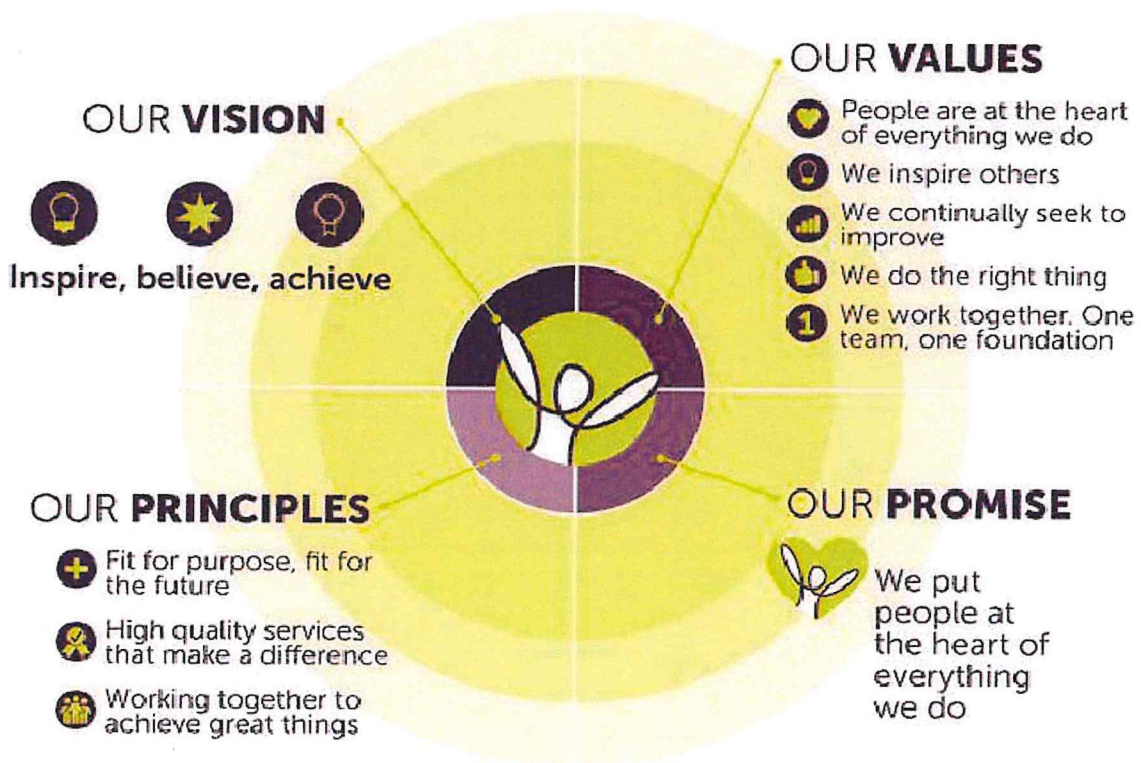 OUR VISION
Inspire, believe, achieve
OUR VALUES
People are at the heart
of everything we do
We inspire others
We continually seek to
improve
We do the right thing
1 We work together. One
team, one foundation
OUR PRINCIPLES
Fit for purpose, fit for
the future
High quality services
that make a difference
Working together to
achieve great things
OUR PROMISE
We put
people at
the heart of
everything
we do